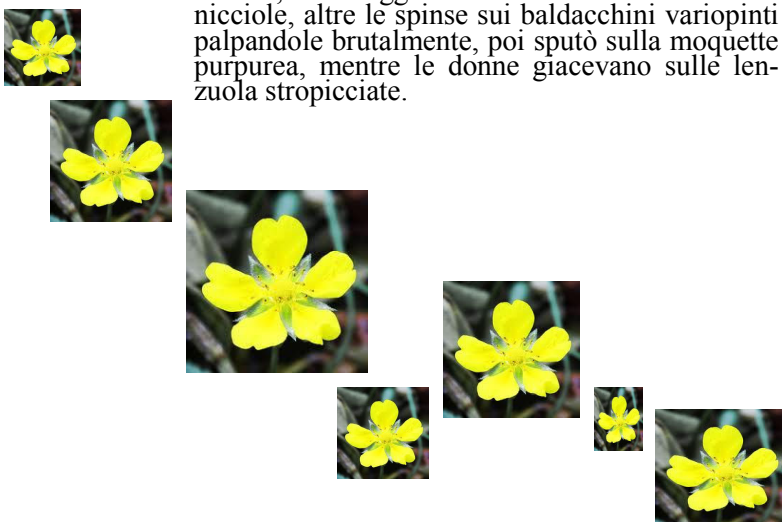 nicciole, altre le spinse sui baldacchini variopinti
palpandole brutalmente, poi sputò sulla moquette
purpurea, mentre le donne giacevano sulle len-
zuola stropicciate.